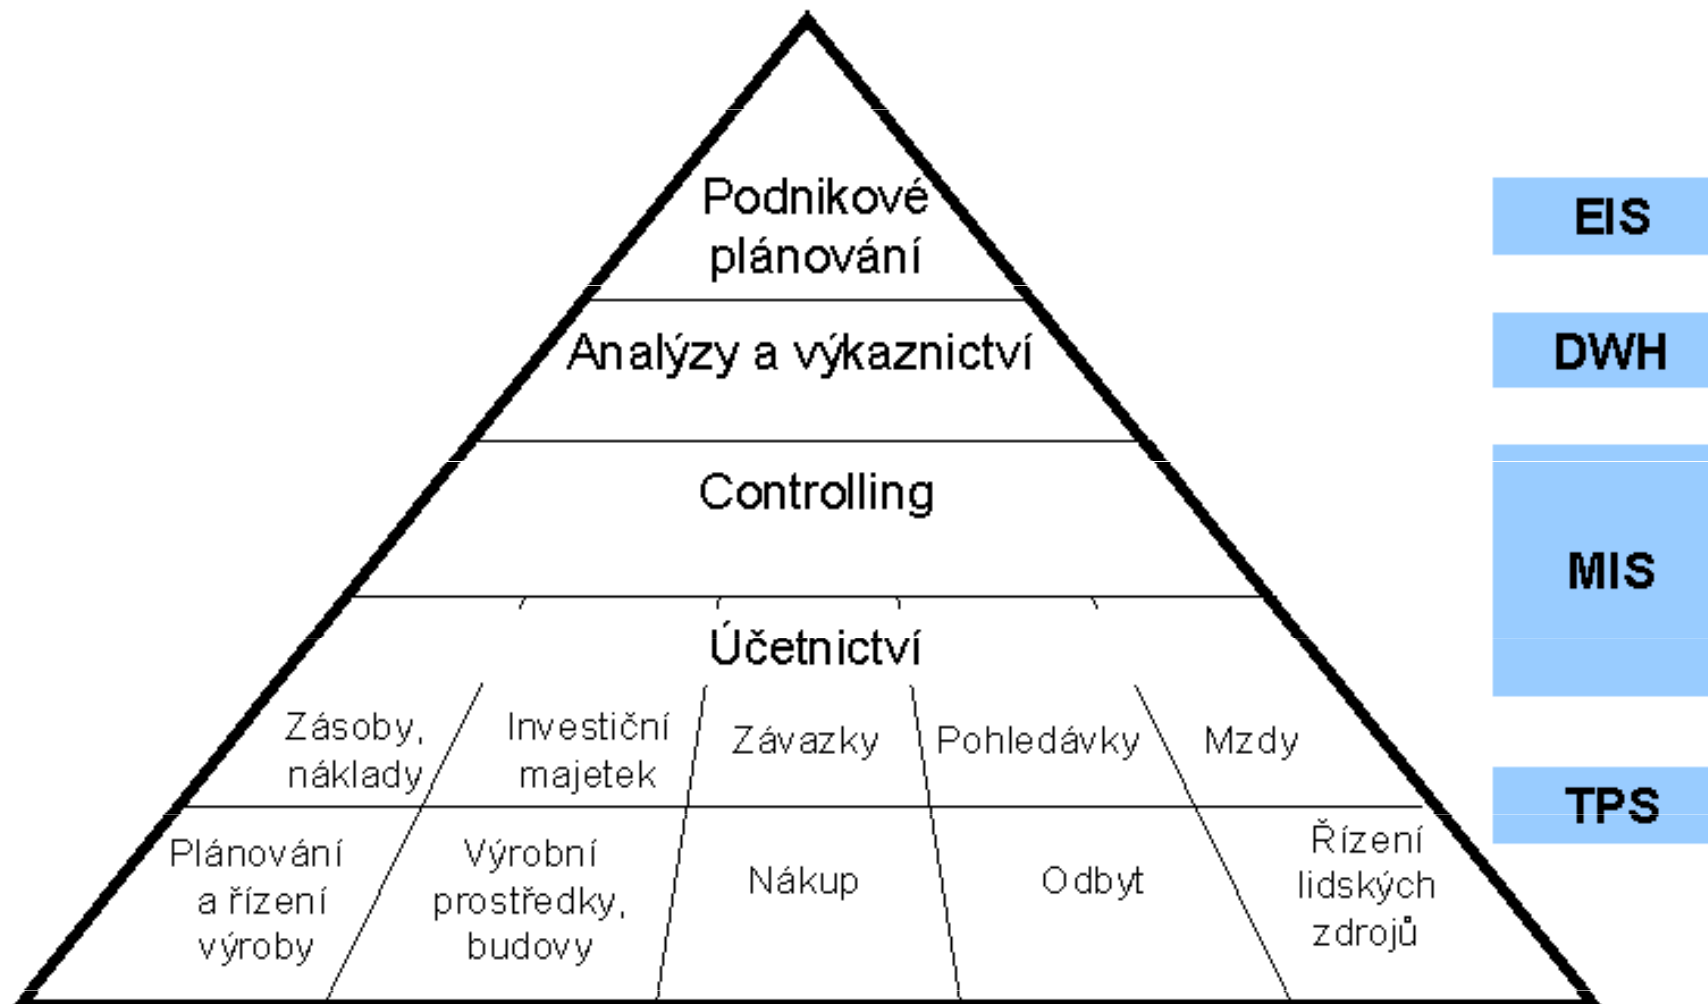 Podnikové
plánování
EIS
Analýzy a výkaznictví
DWH
Controlling
MIS
Účetnictví
Zásoby,
náklady
Investiční
majetek
Závazky
Pohledávky
Mzdy
TPS
Plánování
a řízení
výroby
Výrobní
prostředky,
budovy
Nákup
Odbyt
Řízení
lidských
zdrojů